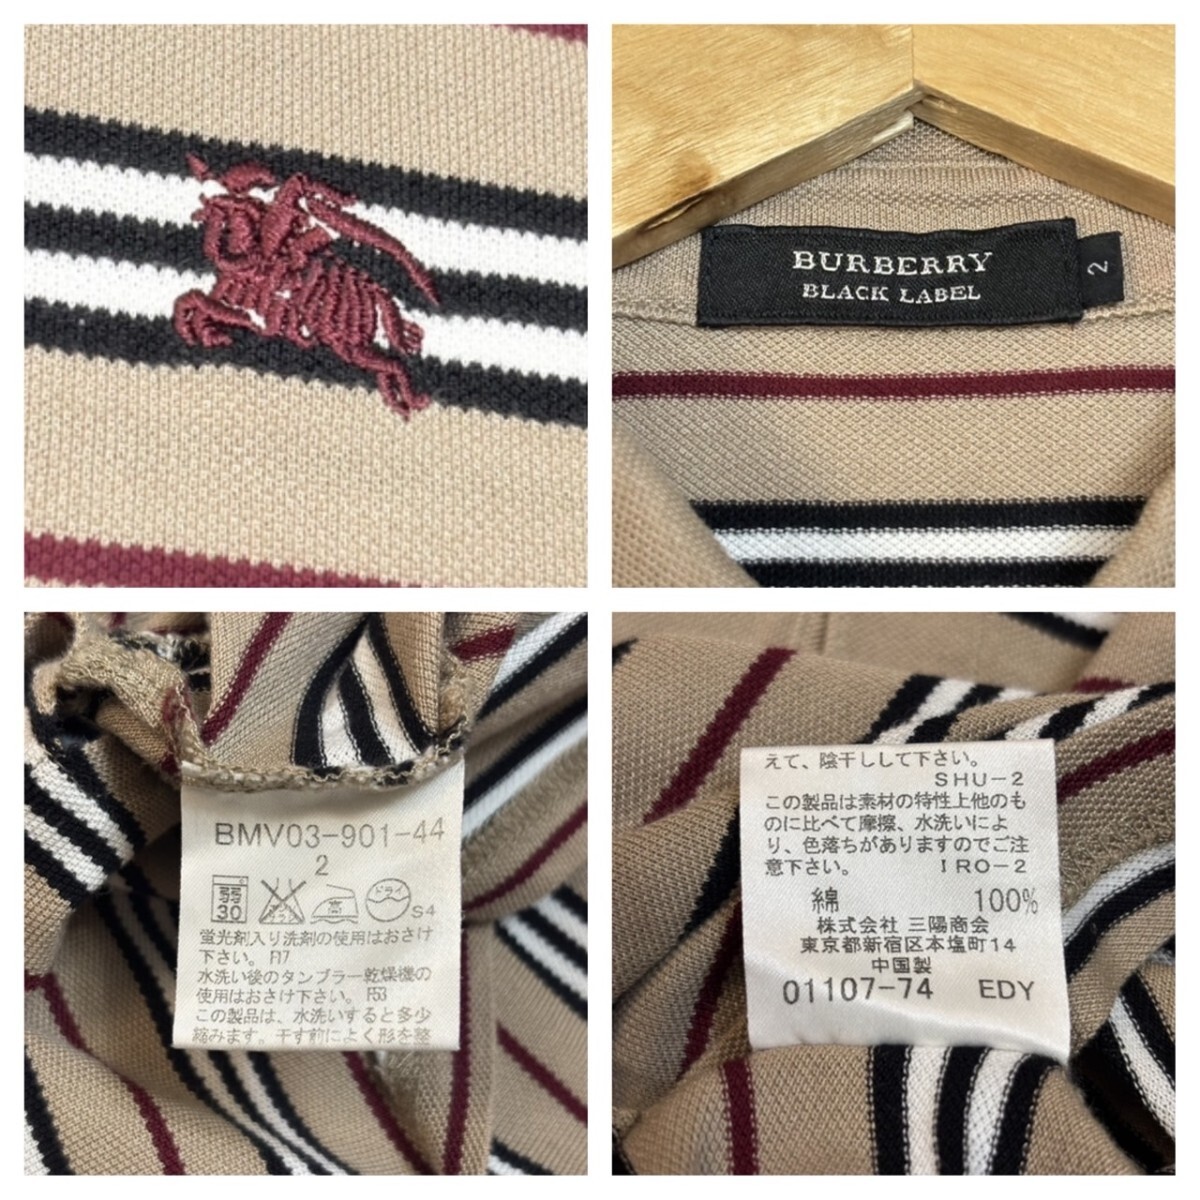 BURBERRY
BLACK LABEL
2
BMV03-901-44
2
30
高
ドライ
S4
蛍光剤入り洗剤の使用はおさけ
下さい。 F17
水洗い後のタンブラー乾燥機の
使用はおさけ下さい。 F53
この製品は、水洗いすると多少
縮みます。干す前によく形を整
えて、陰干しして下さい。
SHU-2
この製品は素材の特性上他のも
のに比べて摩擦、水洗いによ
り、色落ちがありますのでご注
意下さい。 IRO-2
綿 100%
株式会社 三陽商会
東京都新宿区本塩町14
中国製
01107-74 EDY